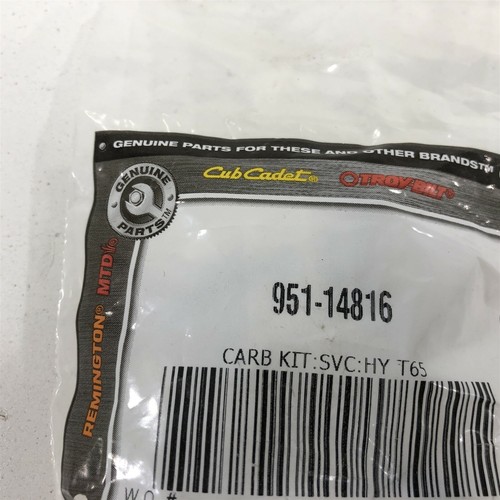 GENUINE PARTS FOR THESE AND OTHER BRANDS™
GENUINE
PARTS™
Cub Cadet®
TROY-BILT®
REMINGTON® MTD®
951-14816
CARB KIT:SVC:HY T65
W.O.#